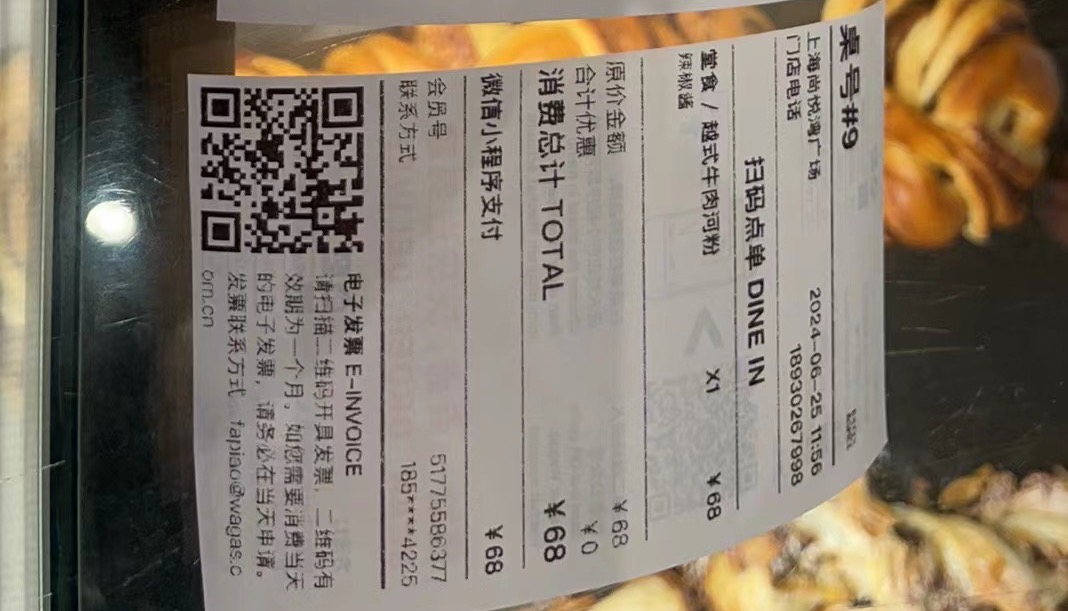 桌号#9
上海尚悦湾广场 2024-06-25 11:56
门店电话 18930267998
扫码点单 DINE IN
堂食 / 越式牛肉河粉 X1 ¥68
辣椒酱
原价金额 ¥68
合计优惠 ¥0
消费总计 TOTAL ¥68
微信小程序支付 ¥68
会员号 51775586377
联系方式 185****4225
电子发票 E-INVOICE
请扫描二维码开具发票，二维码有
效期为一个月，如您需要消费当天
的电子发票，请务必在当天申请。
发票联系方式 fapiao@wagas.c
om.cn